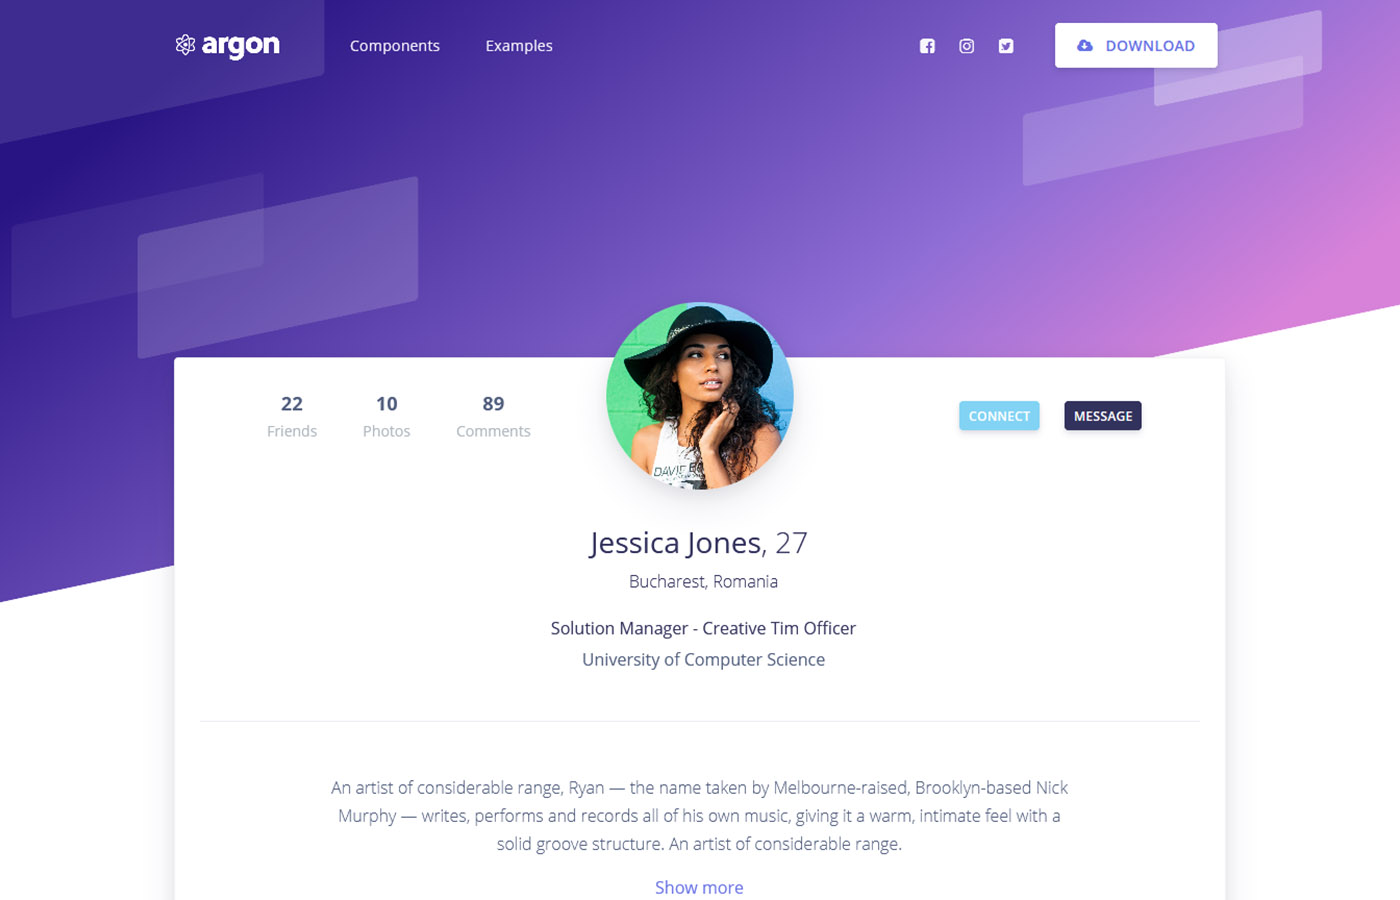 argon
Components
Examples
DOWNLOAD
22
Friends
10
Photos
89
Comments
DAVIE BO
CONNECT
MESSAGE
Jessica Jones, 27
Bucharest, Romania
Solution Manager - Creative Tim Officer
University of Computer Science
An artist of considerable range, Ryan — the name taken by Melbourne-raised, Brooklyn-based Nick
Murphy — writes, performs and records all of his own music, giving it a warm, intimate feel with a
solid groove structure. An artist of considerable range.
Show more